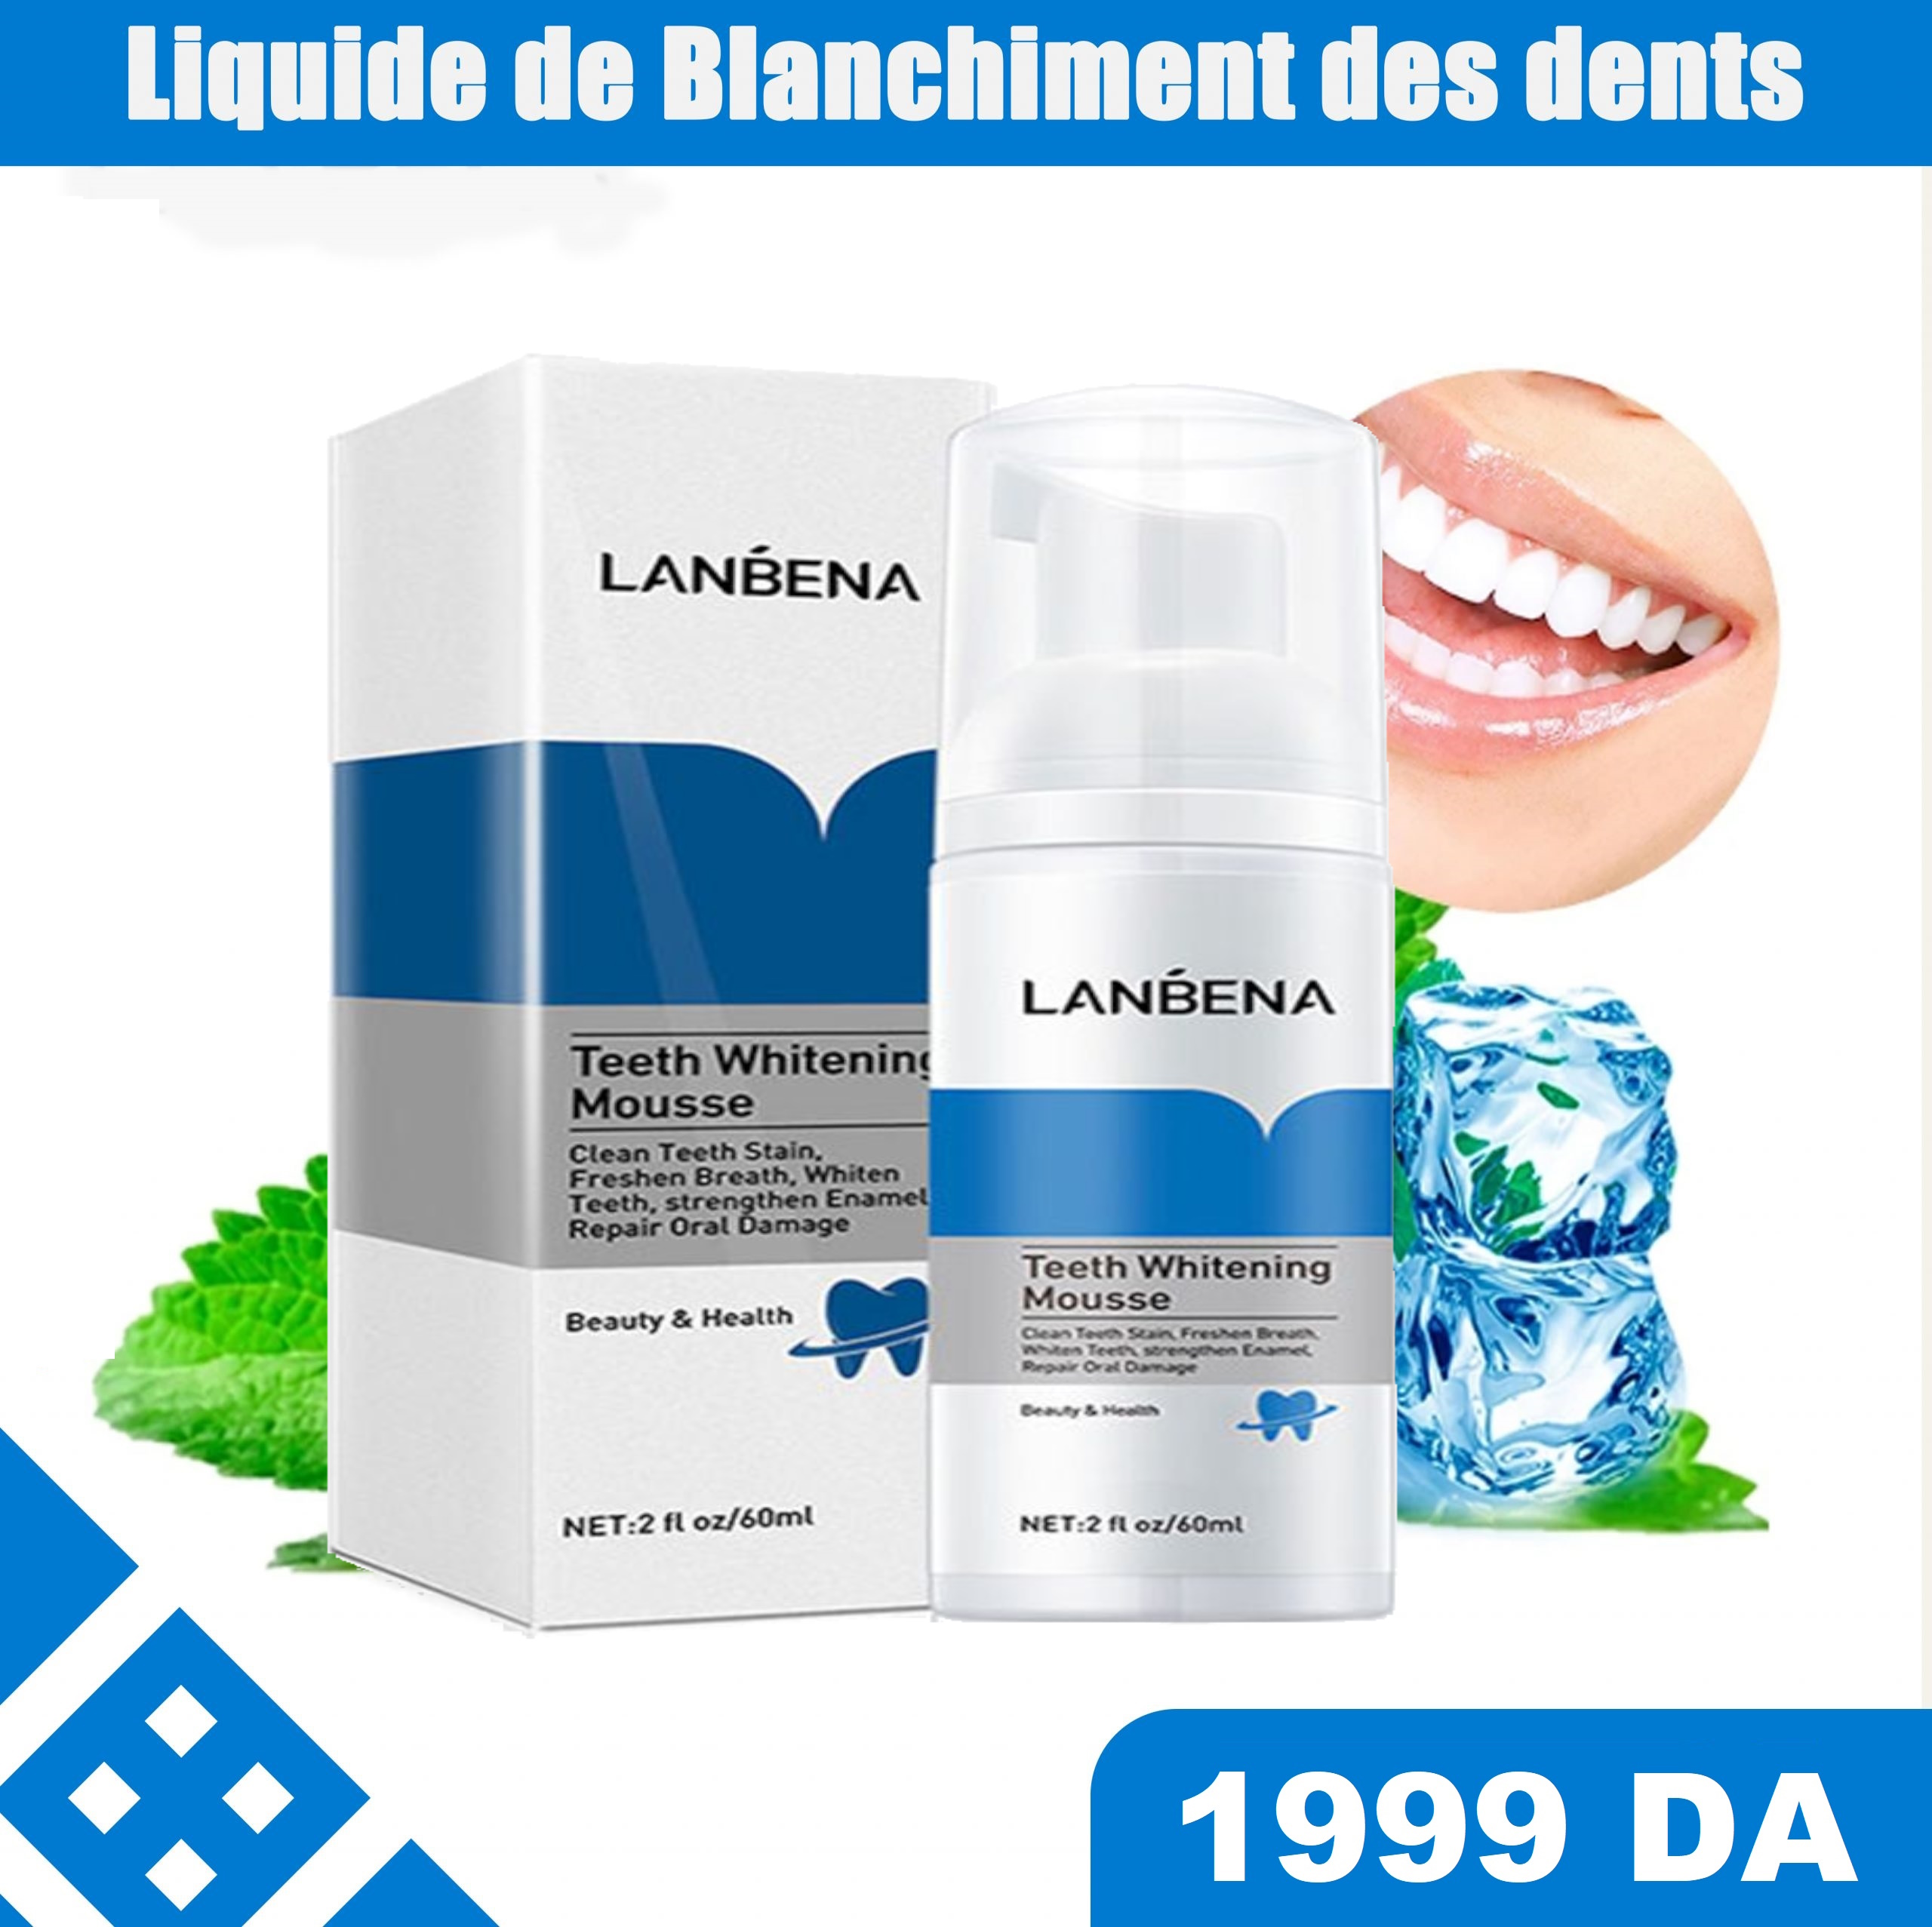 Liquide de Blanchiment des dents
LANBENA
Teeth Whitening
Mousse
Clean Teeth Stain,
Freshen Breath, Whiten
Teeth, strengthen Enamel
Repair Oral Damage
Beauty & Health
NET:2 fl oz/60ml
LANBENA
Teeth Whitening
Mousse
Clean Teeth Stain, Freshen Breath,
Whiten Teeth, strengthen Enamel,
Repair Oral Damage
Beauty & Health
NET:2 fl oz/60ml
1999 DA